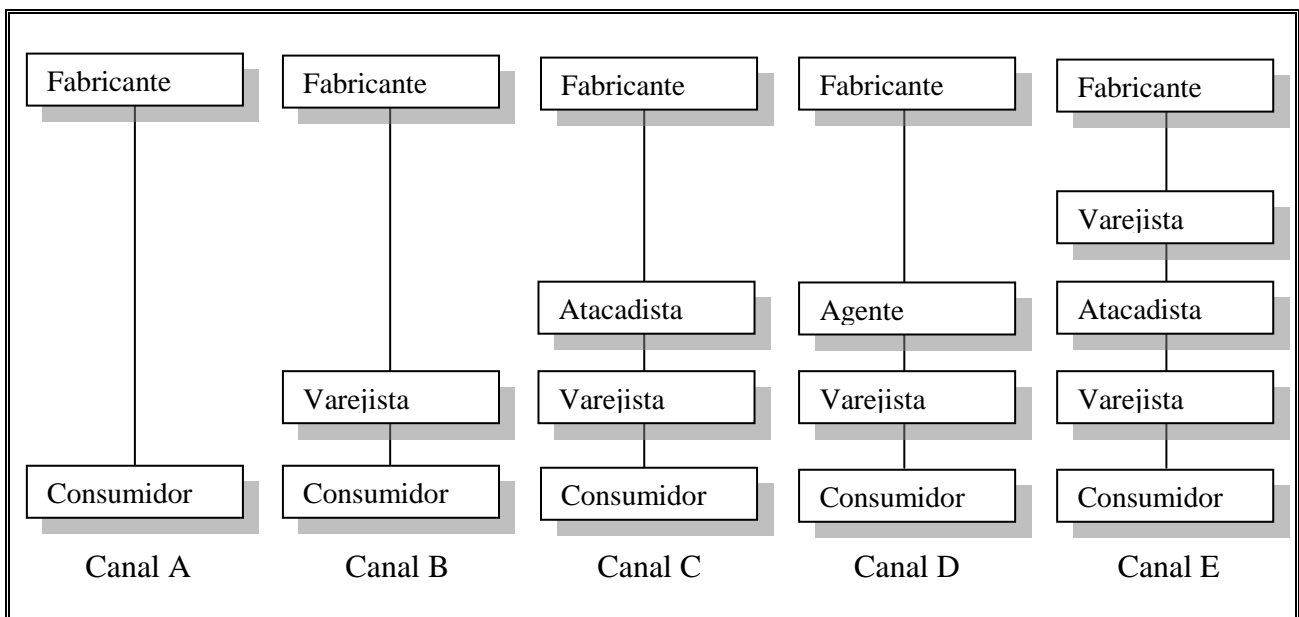 Fabricante Fabricante Fabricante Fabricante Fabricante
Varejista
Atacadista Agente Atacadista
Varejista Varejista Varejista Varejista
Consumidor Consumidor Consumidor Consumidor Consumidor
Canal A Canal B Canal C Canal D Canal E